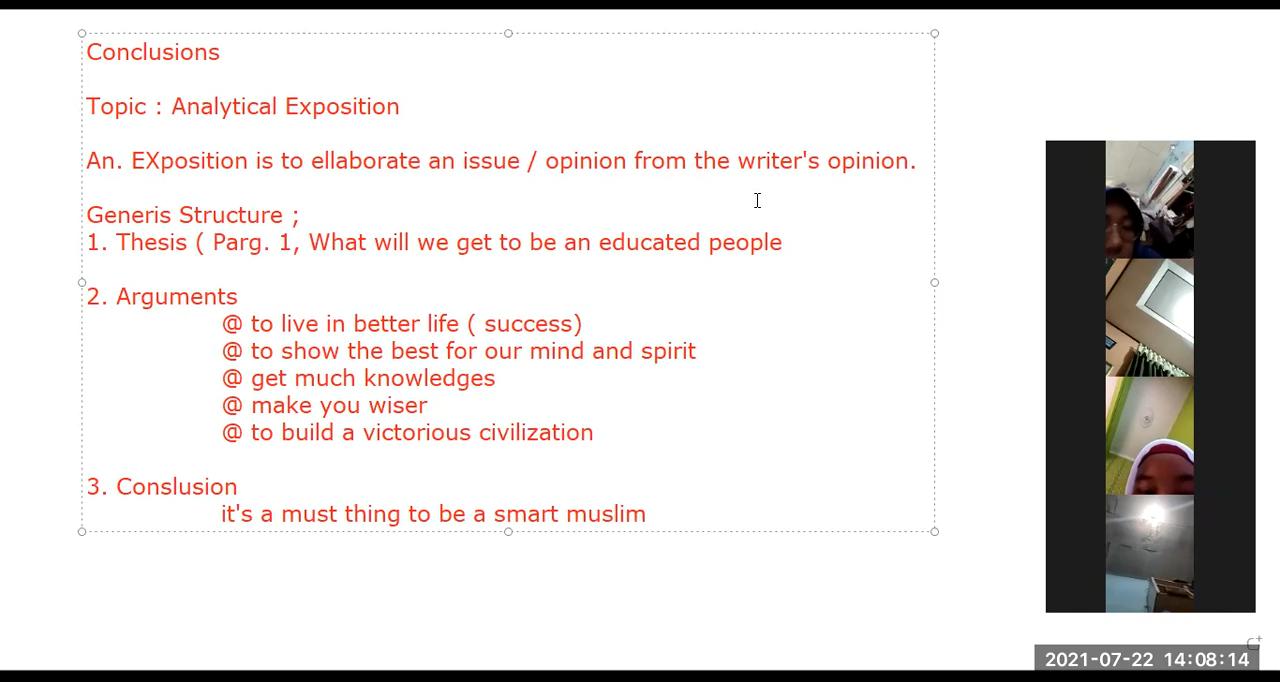 Conclusions
Topic : Analytical Exposition
An. EXposition is to ellaborate an issue / opinion from the writer's opinion.
Generis Structure ;
1. Thesis ( Parg. 1, What will we get to be an educated people
2. Arguments
@ to live in better life ( success)
@ to show the best for our mind and spirit
@ get much knowledges
@ make you wiser
@ to build a victorious civilization
3. Conslusion
it's a must thing to be a smart muslim
2021-07-22 14:08:14